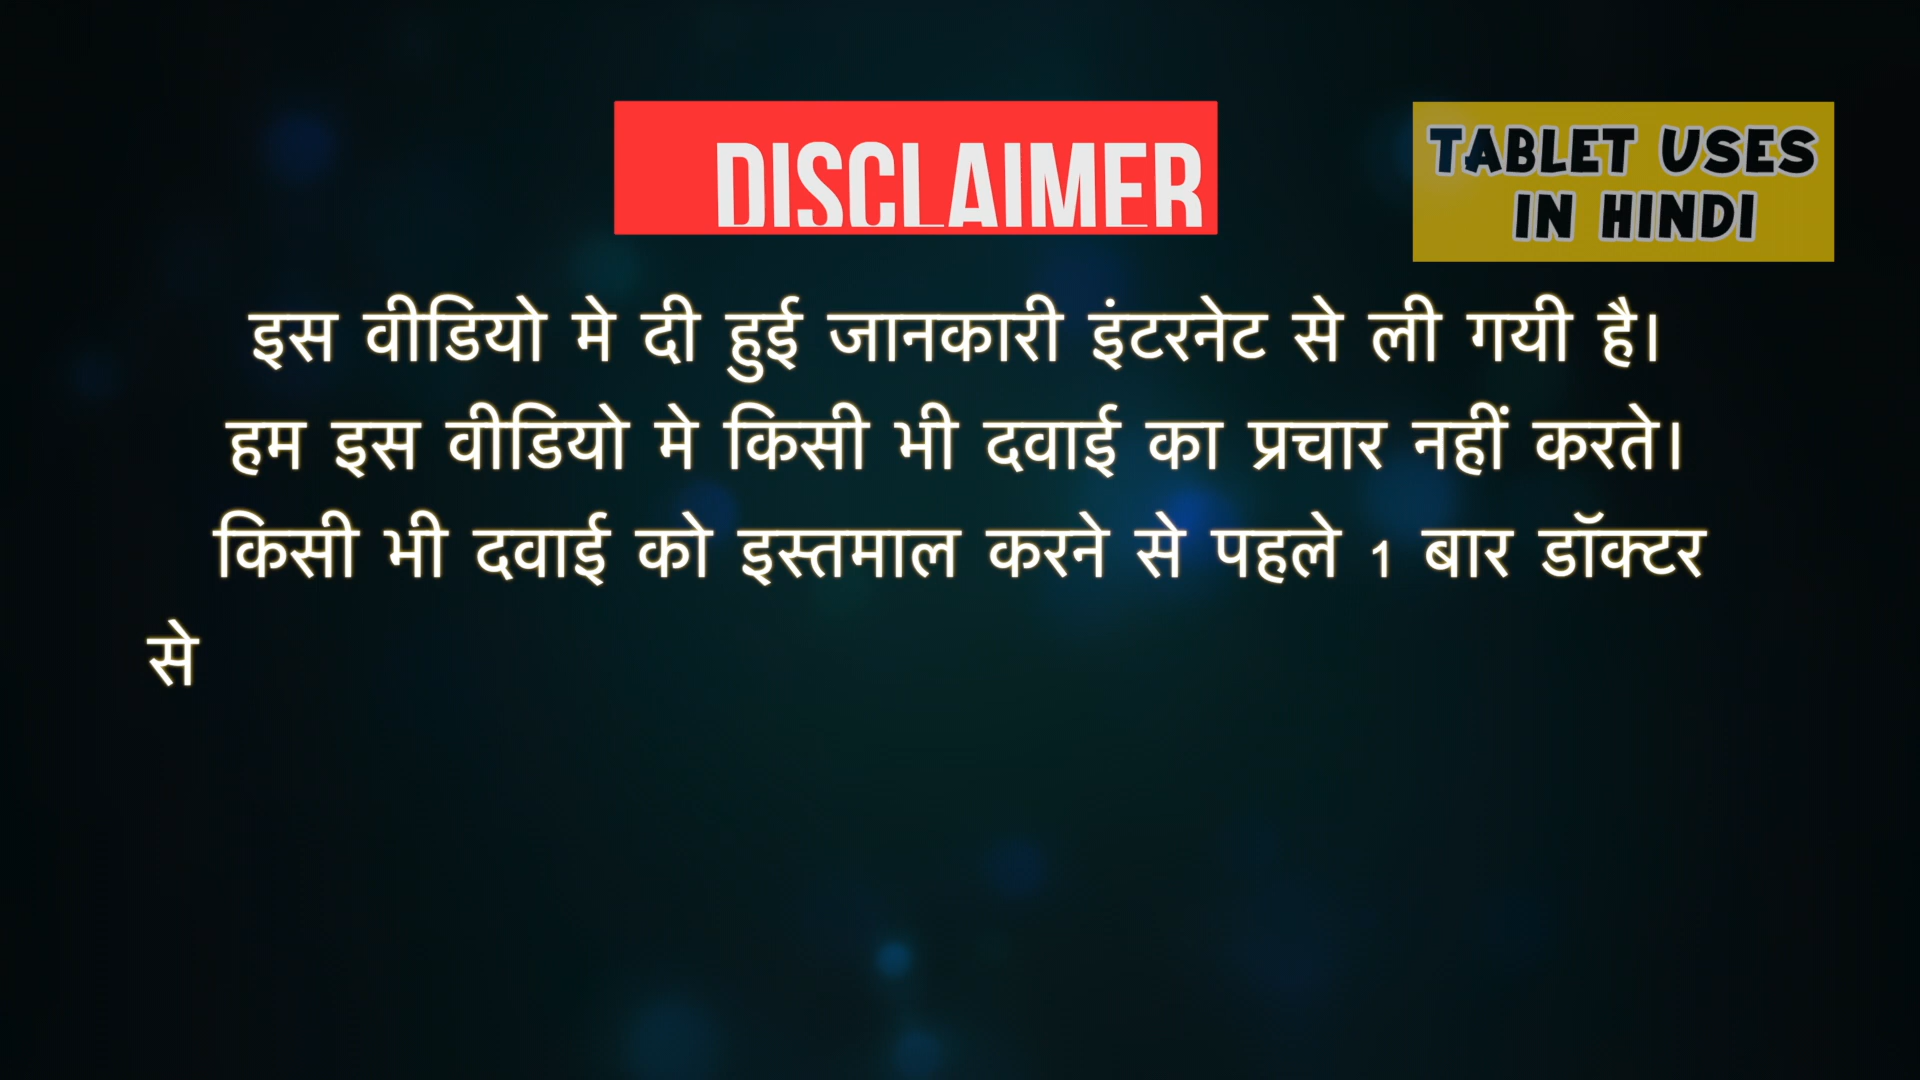 DISCLAIMER
TABLET USES
IN HINDI
इस वीडियो मे दी हुई जानकारी इंटरनेट से ली गयी है।
हम इस वीडियो मे किसी भी दवाई का प्रचार नहीं करते।
किसी भी दवाई को इस्तमाल करने से पहले 1 बार डॉक्टर
से